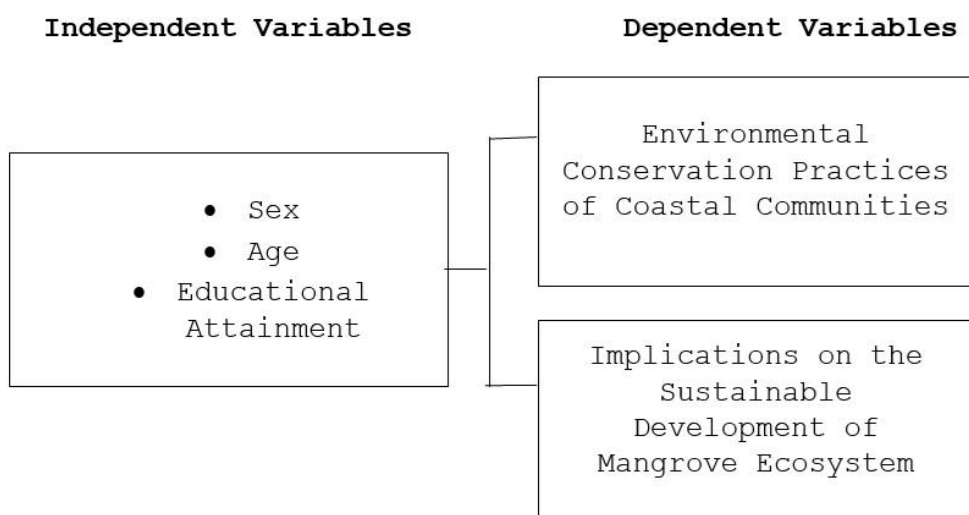 Independent Variables
Dependent Variables
• Sex
• Age
• Educational
Attainment
Environmental
Conservation Practices
of Coastal Communities
Implications on the
Sustainable
Development of
Mangrove Ecosystem